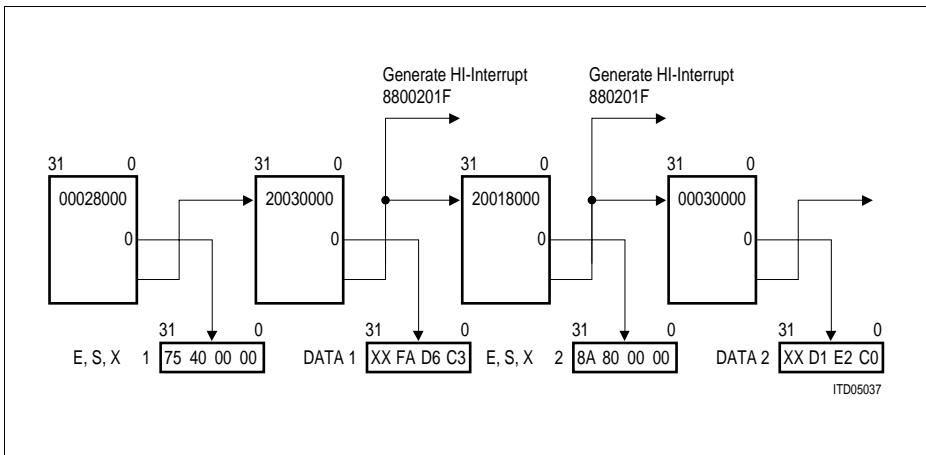 Generate HI-Interrupt
8800201F
Generate HI-Interrupt
880201F
31 0
31 0
31 0
31 0
00028000
20030000
20018000
00030000
0
0
0
0
31 0
31 0
31 0
31 0
E, S, X 1 75 40 00 00
DATA 1 XX FA D6 C3
E, S, X 2 8A 80 00 00
DATA 2 XX D1 E2 C0
ITD05037